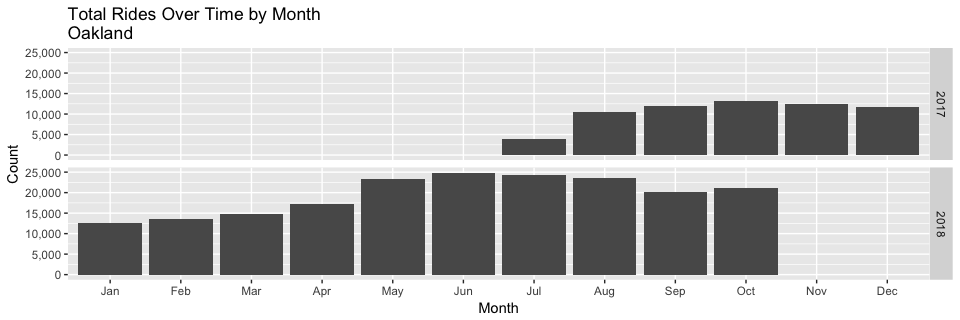 Total Rides Over Time by Month
Oakland
Count
25,000
20,000
15,000
10,000
5,000
0
2017
25,000
20,000
15,000
10,000
5,000
0
2018
Jan Feb Mar Apr May Jun Jul Aug Sep Oct Nov Dec
Month